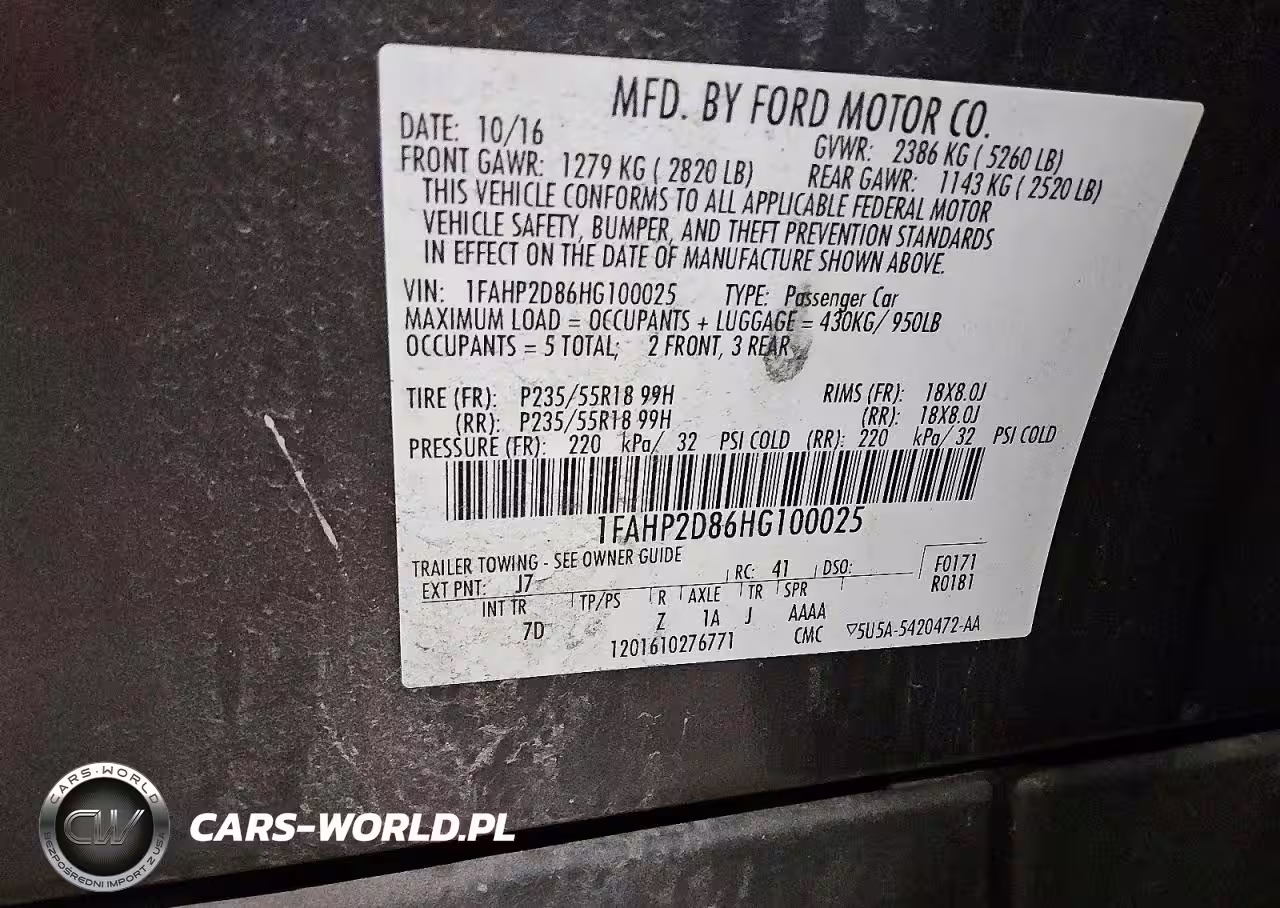 MFD. BY FORD MOTOR CO.
DATE: 10/16 GVWR: 2386 KG ( 5260 LB)
FRONT GAWR: 1279 KG ( 2820 LB) REAR GAWR: 1143 KG ( 2520 LB)
THIS VEHICLE CONFORMS TO ALL APPLICABLE FEDERAL MOTOR
VEHICLE SAFETY, BUMPER, AND THEFT PREVENTION STANDARDS
IN EFFECT ON THE DATE OF MANUFACTURE SHOWN ABOVE.
VIN: 1FAHP2D86HG100025 TYPE: Passenger Car
MAXIMUM LOAD = OCCUPANTS + LUGGAGE = 430KG/ 950LB
OCCUPANTS = 5 TOTAL; 2 FRONT, 3 REAR
TIRE (FR): P235/55R18 99H RIMS (FR): 18X8.0J
(RR): P235/55R18 99H (RR): 18X8.0J
PRESSURE (FR): 220 kPa/ 32 PSI COLD (RR): 220 kPa/ 32 PSI COLD
1FAHP2D86HG100025
TRAILER TOWING - SEE OWNER GUIDE
EXT PNT: J7 RC: 41 DSO: F0171
R0181
INT TR TP/PS R AXLE TR SPR
7D Z 1A J AAAA
1201610276771 CMC ▽5U5A-5420472-AA
CARS-WORLD
CW
BEZPOŚREDNI IMPORT Z USA
CARS-WORLD.PL